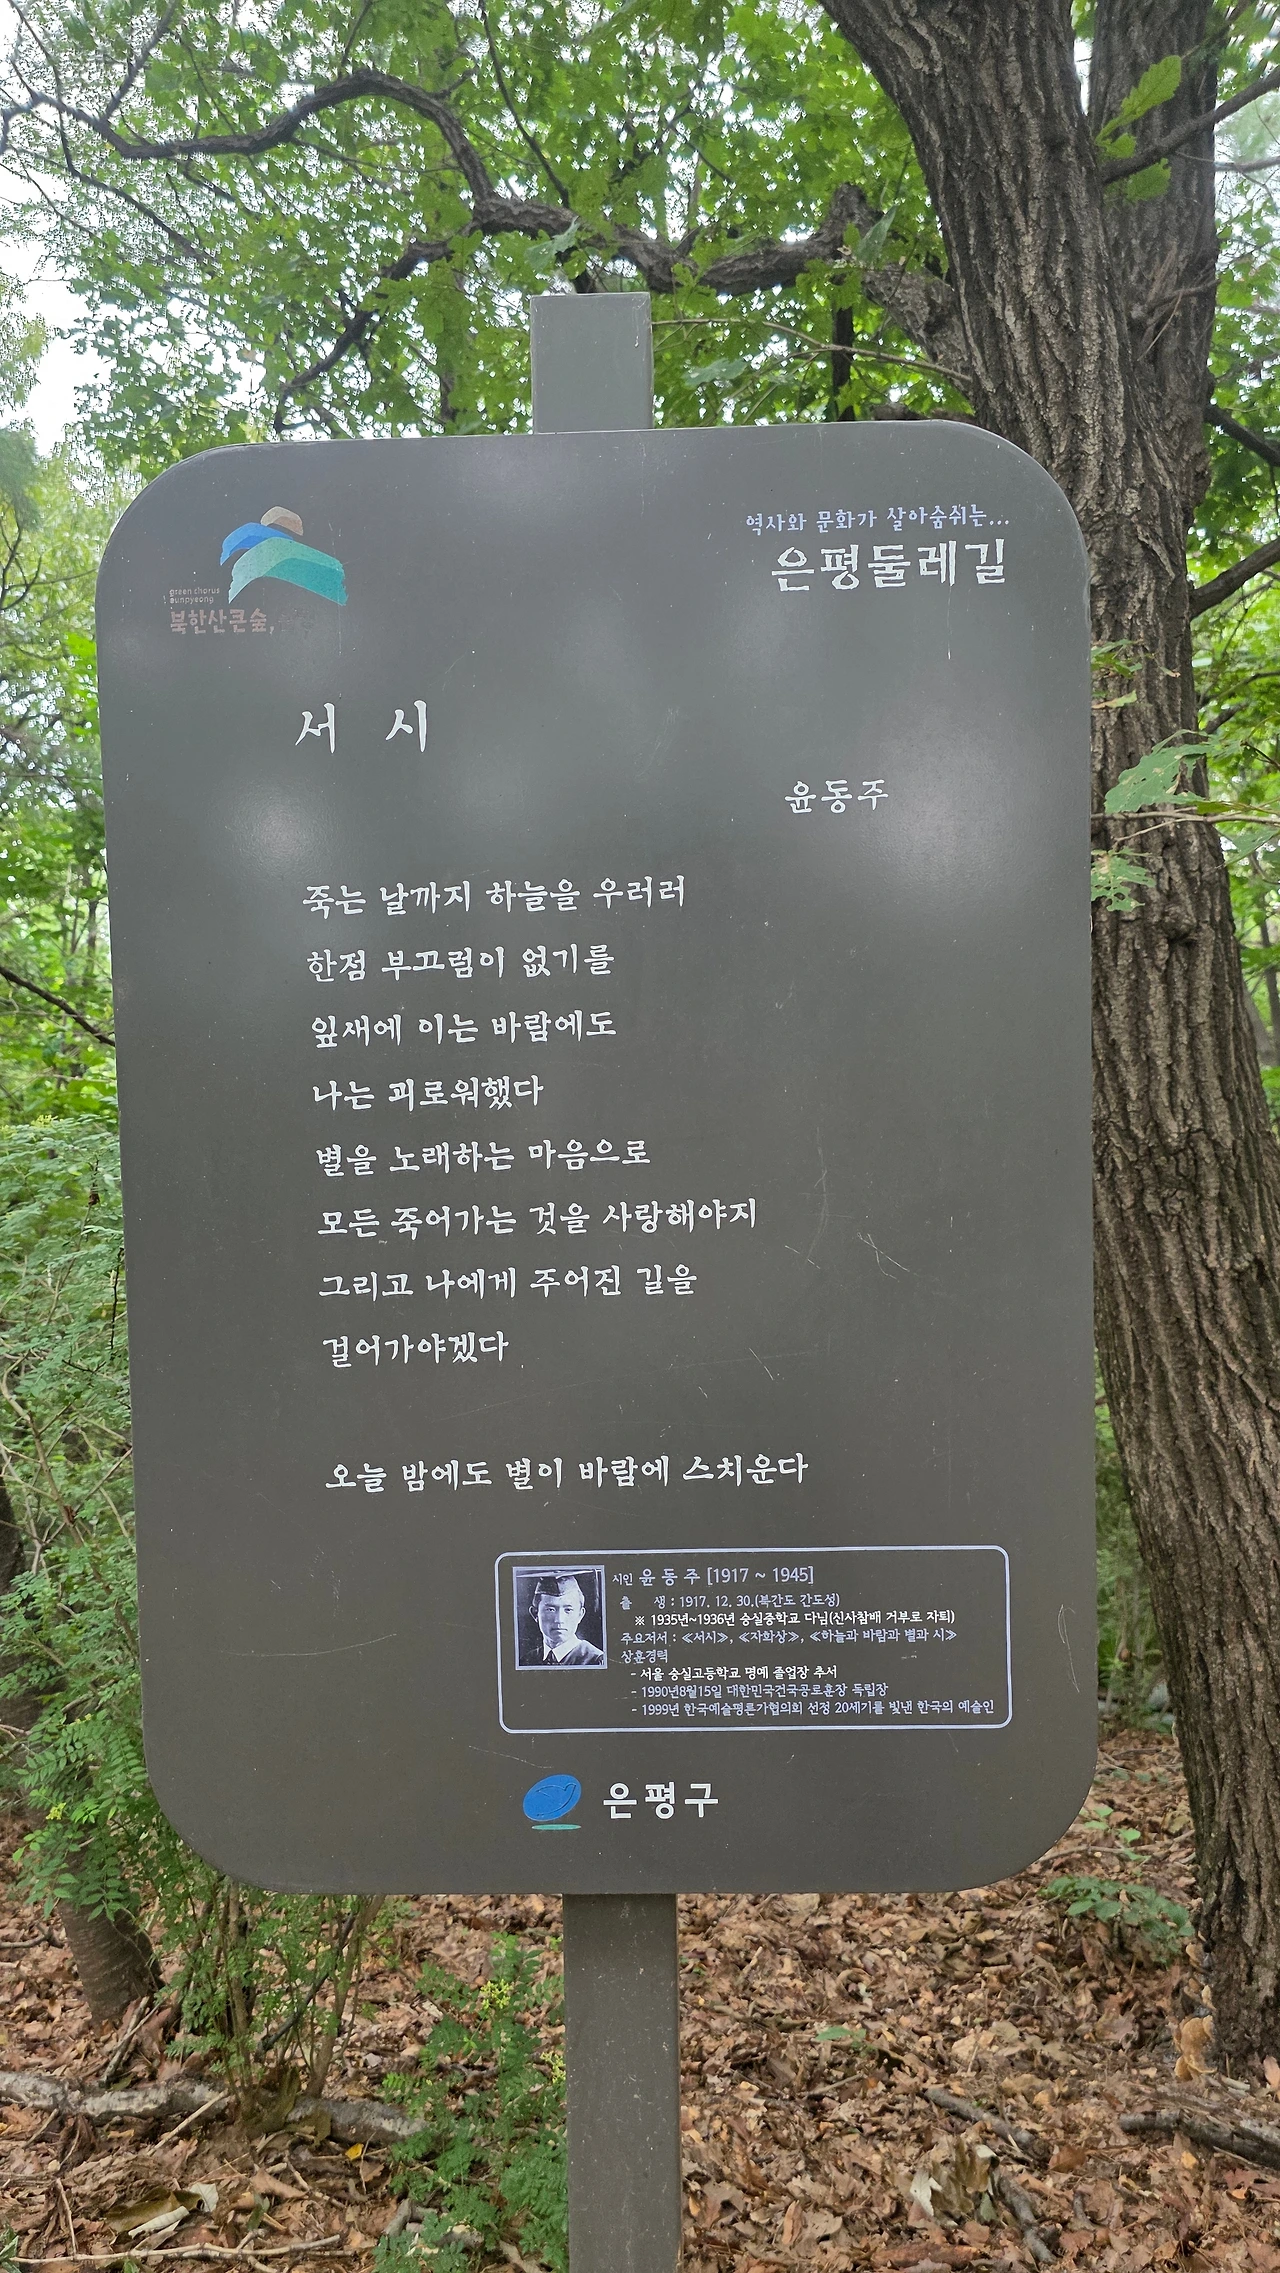 역사와 문화가 살아숨쉬는...
은평둘레길
green chorus
eunpyeong
북한산큰숲,
서 시
윤동주
죽는 날까지 하늘을 우러러
한점 부끄럼이 없기를
잎새에 이는 바람에도
나는 괴로워했다
별을 노래하는 마음으로
모든 죽어가는 것을 사랑해야지
그리고 나에게 주어진 길을
걸어가야겠다
오늘 밤에도 별이 바람에 스치운다
시인 윤 동 주 [1917 ~ 1945]
출 생 : 1917. 12. 30.(북간도 간도성)
※ 1935년~1936년 숭실중학교 다님(신사참배 거부로 자퇴)
주요저서 : ≪서시≫, ≪자화상≫, ≪하늘과 바람과 별과 시≫
상훈경력
- 서울 숭실고등학교 명예 졸업장 추서
- 1990년8월15일 대한민국건국공로훈장 독립장
- 1999년 한국예술평론가협의회 선정 20세기를 빛낸 한국의 예술인
은평구